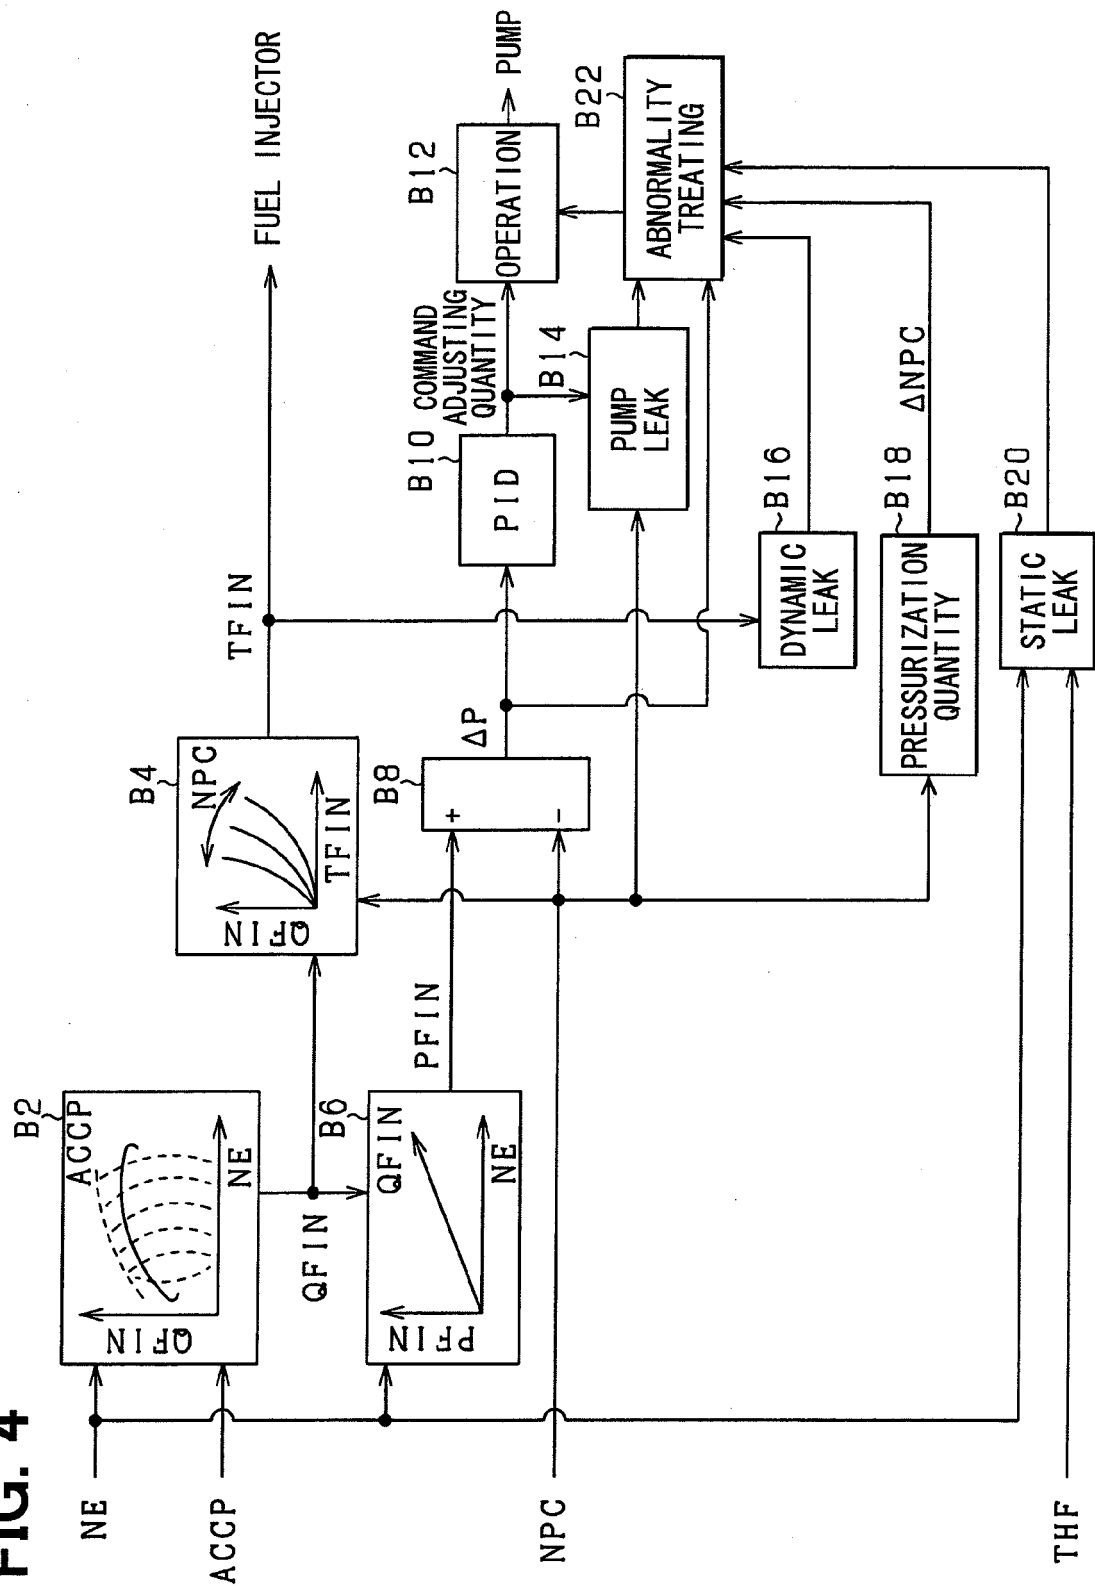 FIG. 4
NE
ACCP
NPC
THF
B2
ACCP
QFIN
NE
QFIN
B6
QFIN
PFIN
NE
PFIN
B4
NPC
QFIN
TFIN
TFIN
FUEL INJECTOR
B8
+
-
ΔP
B10
PID
COMMAND
ADJUSTING
QUANTITY
B12
OPERATION
PUMP
B14
PUMP
LEAK
B16
DYNAMIC
LEAK
B18
PRESSURIZATION
QUANTITY
ΔNPC
B20
STATIC
LEAK
B22
ABNORMALITY
TREATING